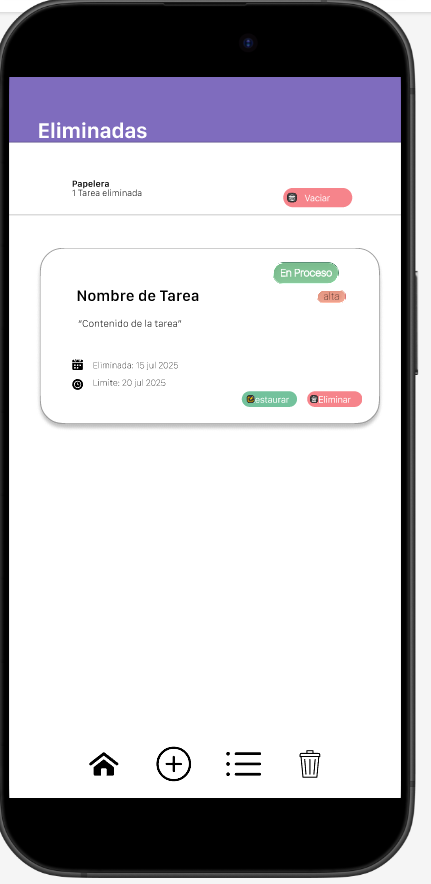 Eliminadas
Papelera
1 Tarea eliminada
Vaciar
En Proceso
Nombre de Tarea
alta
“Contenido de la tarea”
Eliminada: 15 jul 2025
Limite: 20 jul 2025
estaurar
Eliminar